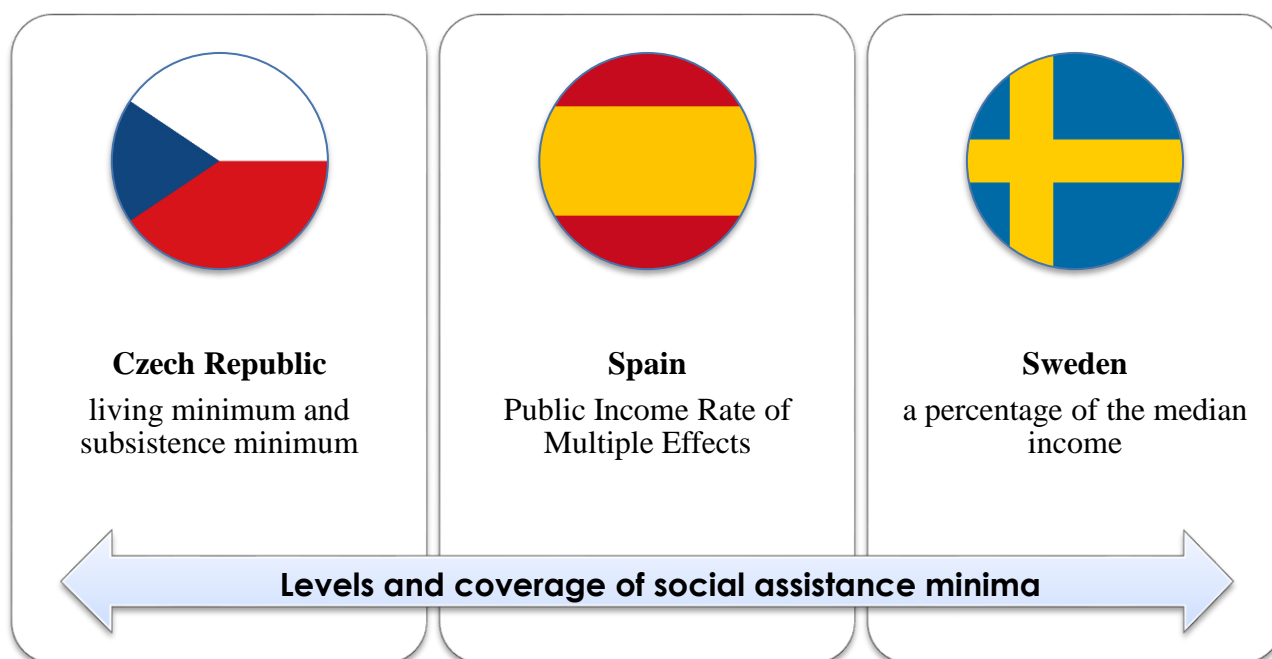 Czech Republic
living minimum and
subsistence minimum
Spain
Public Income Rate of
Multiple Effects
Sweden
a percentage of the median
income
Levels and coverage of social assistance minima